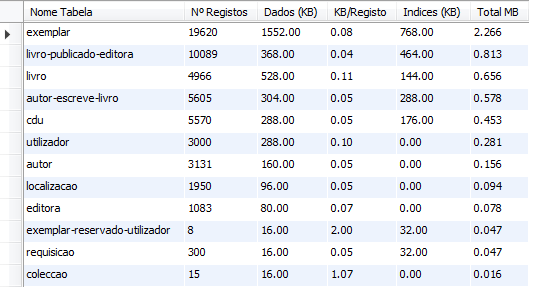 Nome Tabela Nº Registos Dados (KB) KB/Registo Indices (KB) Total MB
exemplar 19620 1552.00 0.08 768.00 2.266
livro-publicado-editora 10089 368.00 0.04 464.00 0.813
livro 4966 528.00 0.11 144.00 0.656
autor-escreve-livro 5605 304.00 0.05 288.00 0.578
cdu 5570 288.00 0.05 176.00 0.453
utilizador 3000 288.00 0.10 0.00 0.281
autor 3131 160.00 0.05 0.00 0.156
localizacao 1950 96.00 0.05 0.00 0.094
editora 1083 80.00 0.07 0.00 0.078
exemplar-reservado-utilizador 8 16.00 2.00 32.00 0.047
requisicao 300 16.00 0.05 32.00 0.047
coleccao 15 16.00 1.07 0.00 0.016